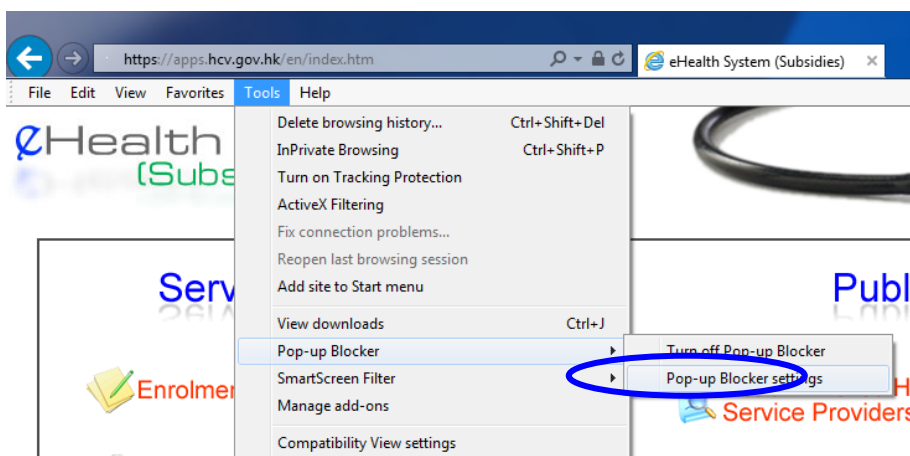 https://apps.hcv.gov.hk/en/index.htm
eHealth System (Subsidies)
File Edit View Favorites Tools Help
eHealth
(Subs
Delete browsing history... Ctrl+Shift+Del
InPrivate Browsing Ctrl+Shift+P
Turn on Tracking Protection
ActiveX Filtering
Fix connection problems...
Reopen last browsing session
Add site to Start menu
Serv
Publ
View downloads Ctrl+J
Pop-up Blocker
Turn off Pop-up Blocker
SmartScreen Filter
Pop-up Blocker settings
Enrolmer
H
Manage add-ons
Service Providers
Compatibility View settings